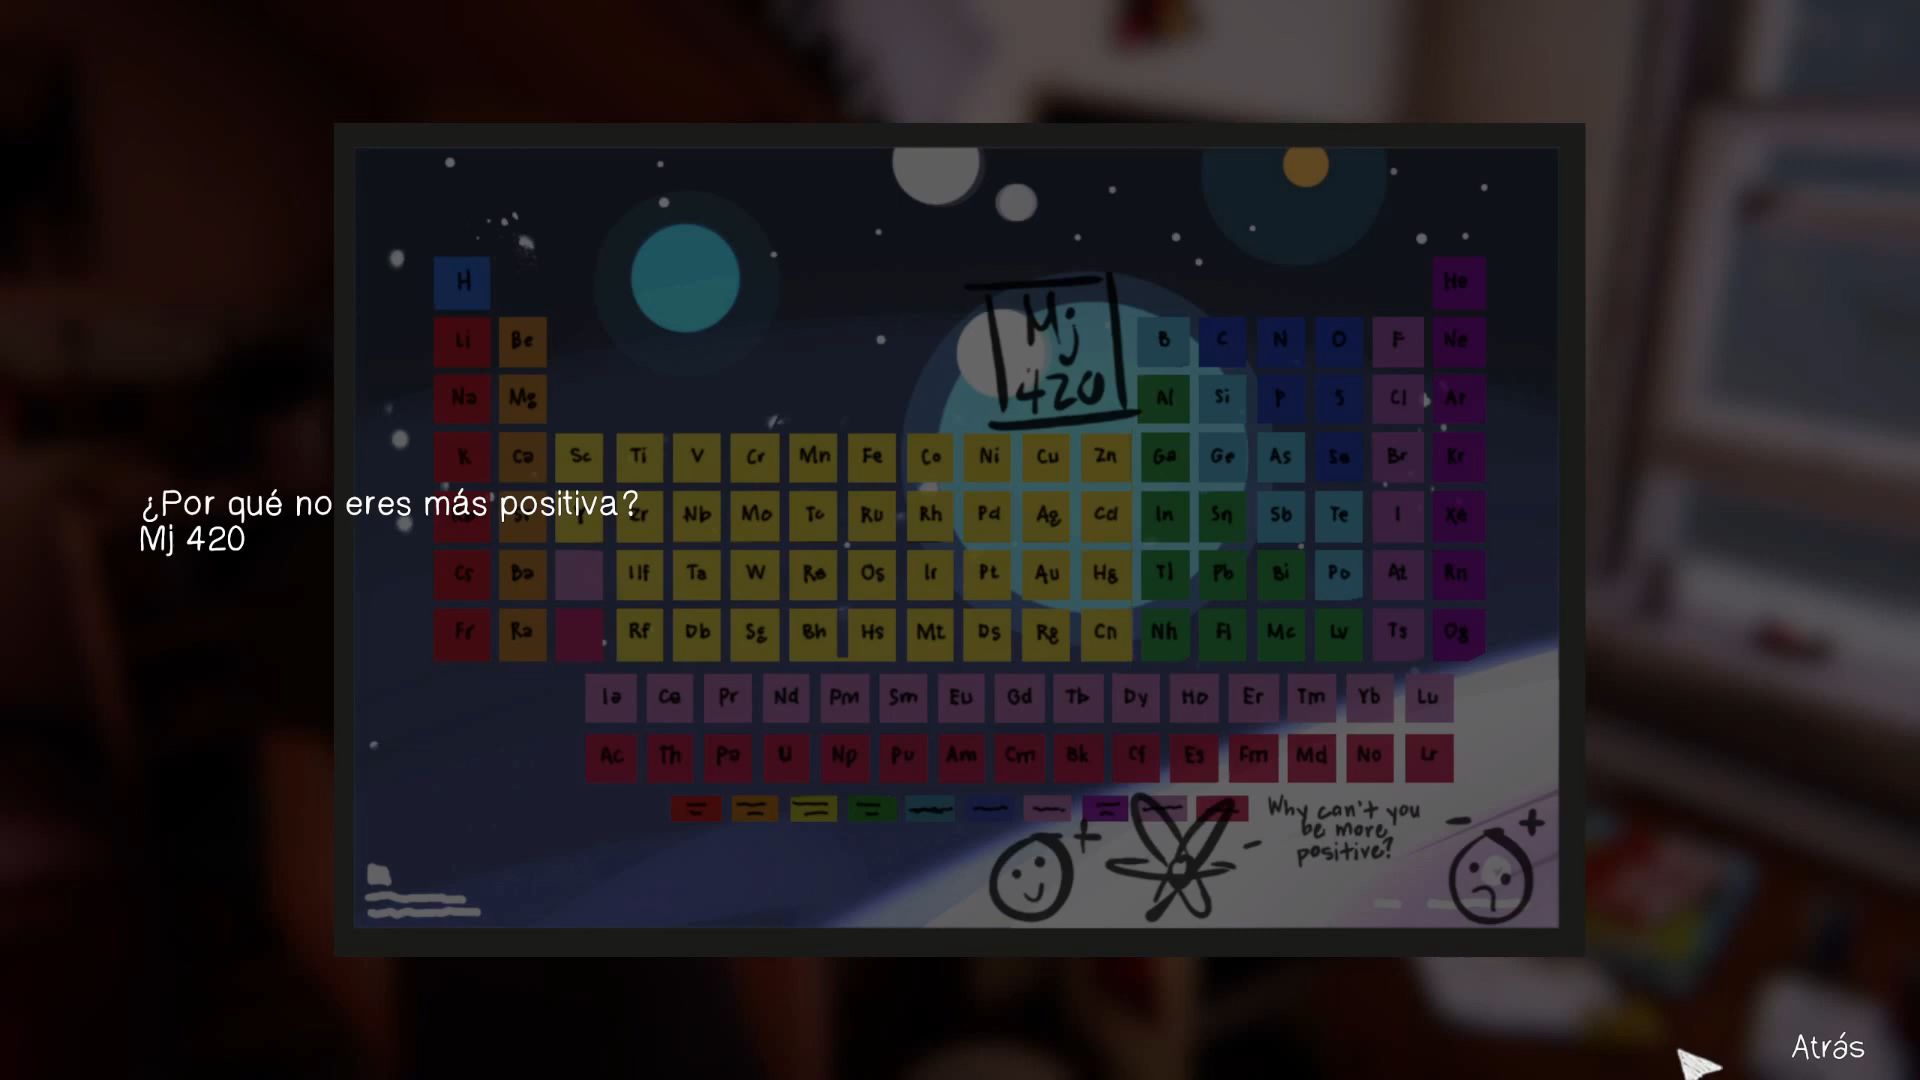 Mj
420
H He
Li Be B C N O F Ne
Na Mg Al Si P S Cl Ar
K Ca Sc Ti V Cr Mn Fe Co Ni Cu Zn Ga Ge As Se Br Kr
¿Por qué no eres más positiva?
Mj 420
Zr Nb Mo Tc Ru Rh Pd Ag Cd In Sn Sb Te I Xe
Cs Ba Hf Ta W Re Os Ir Pt Au Hg Tl Pb Bi Po At Rn
Fr Ra Rf Db Sg Bh Hs Mt Ds Rg Cn Nh Fl Mc Lv Ts Og
la Ce Pr Nd Pm Sm Eu Gd Tb Dy Ho Er Tm Yb Lu
Ac Th Pa U Np Pu Am Cm Bk Cf Es Fm Md No Lr
Why can't you
be more
positive?
+ - - +
Atrás